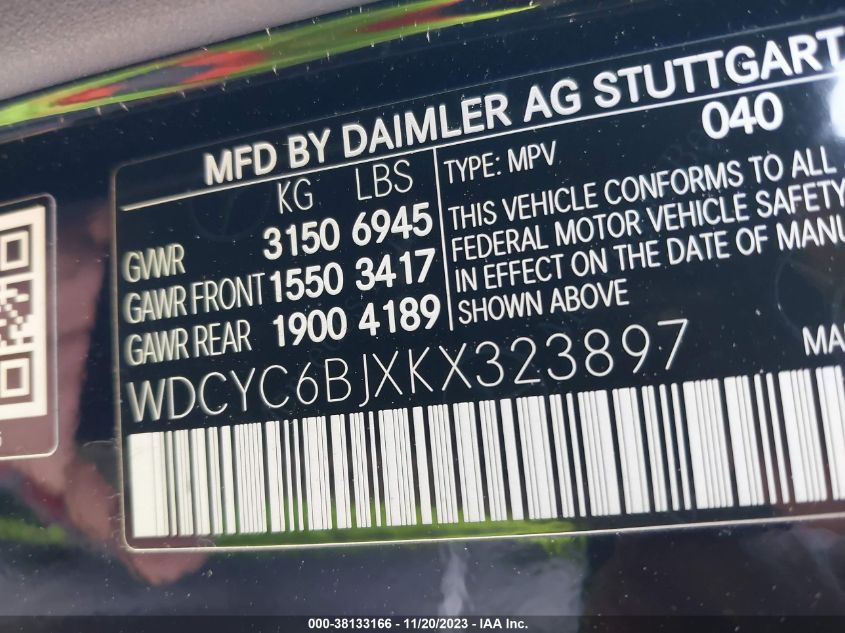 MFD BY DAIMLER AG STUTTGART
040
KG LBS
GVWR 3150 6945
GAWR FRONT 1550 3417
GAWR REAR 1900 4189
TYPE: MPV
THIS VEHICLE CONFORMS TO ALL
FEDERAL MOTOR VEHICLE SAFETY
IN EFFECT ON THE DATE OF MANU
SHOWN ABOVE
WDCYC6BJXKX323897
MA
000-38133166 - 11/20/2023 - IAA Inc.